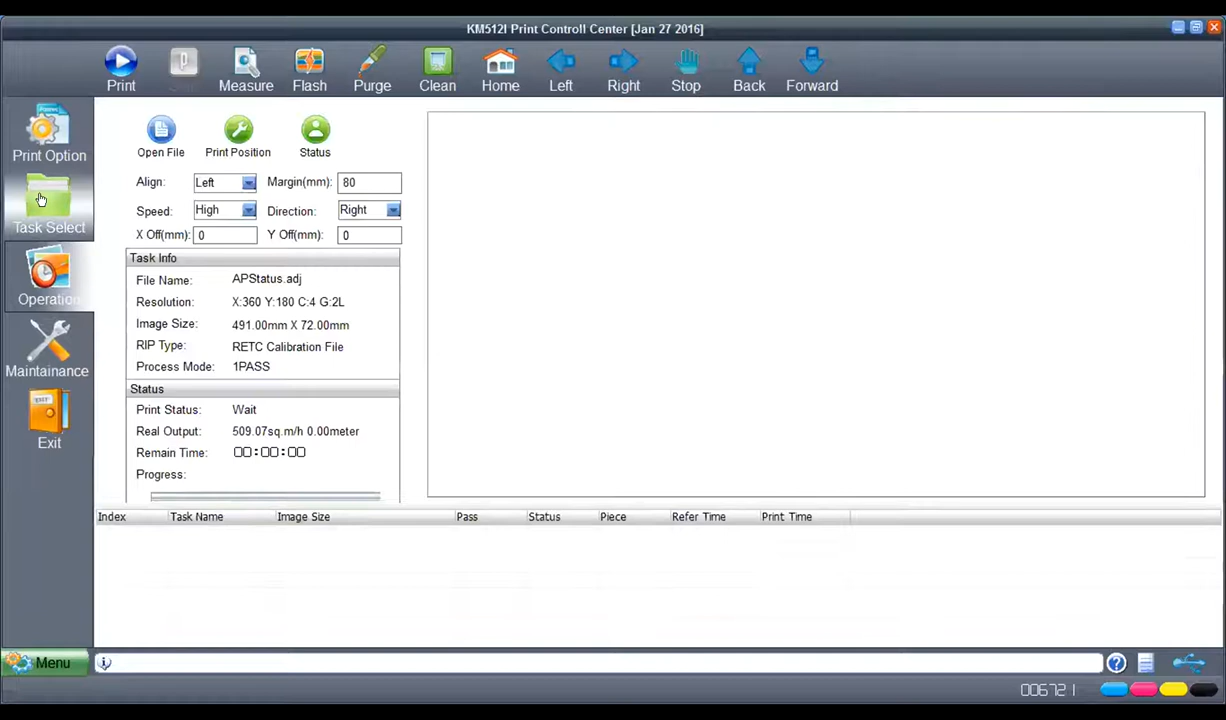 KM512I Print Controll Center [Jan 27 2016]
Print Measure Flash Purge Clean Home Left Right Stop Back Forward
Print Option
Task Select
Operation
Maintainance
Exit
Open File Print Position Status
Align: Left Margin(mm): 80
Speed: High Direction: Right
X Off(mm): 0 Y Off(mm): 0
Task Info
File Name: APStatus.adj
Resolution: X:360 Y:180 C:4 G:2L
Image Size: 491.00mm X 72.00mm
RIP Type: RETC Calibration File
Process Mode: 1PASS
Status
Print Status: Wait
Real Output: 509.07sq.m/h 0.00meter
Remain Time: 00:00:00
Progress:
Index Task Name Image Size Pass Status Piece Refer Time Print Time
Menu
006721